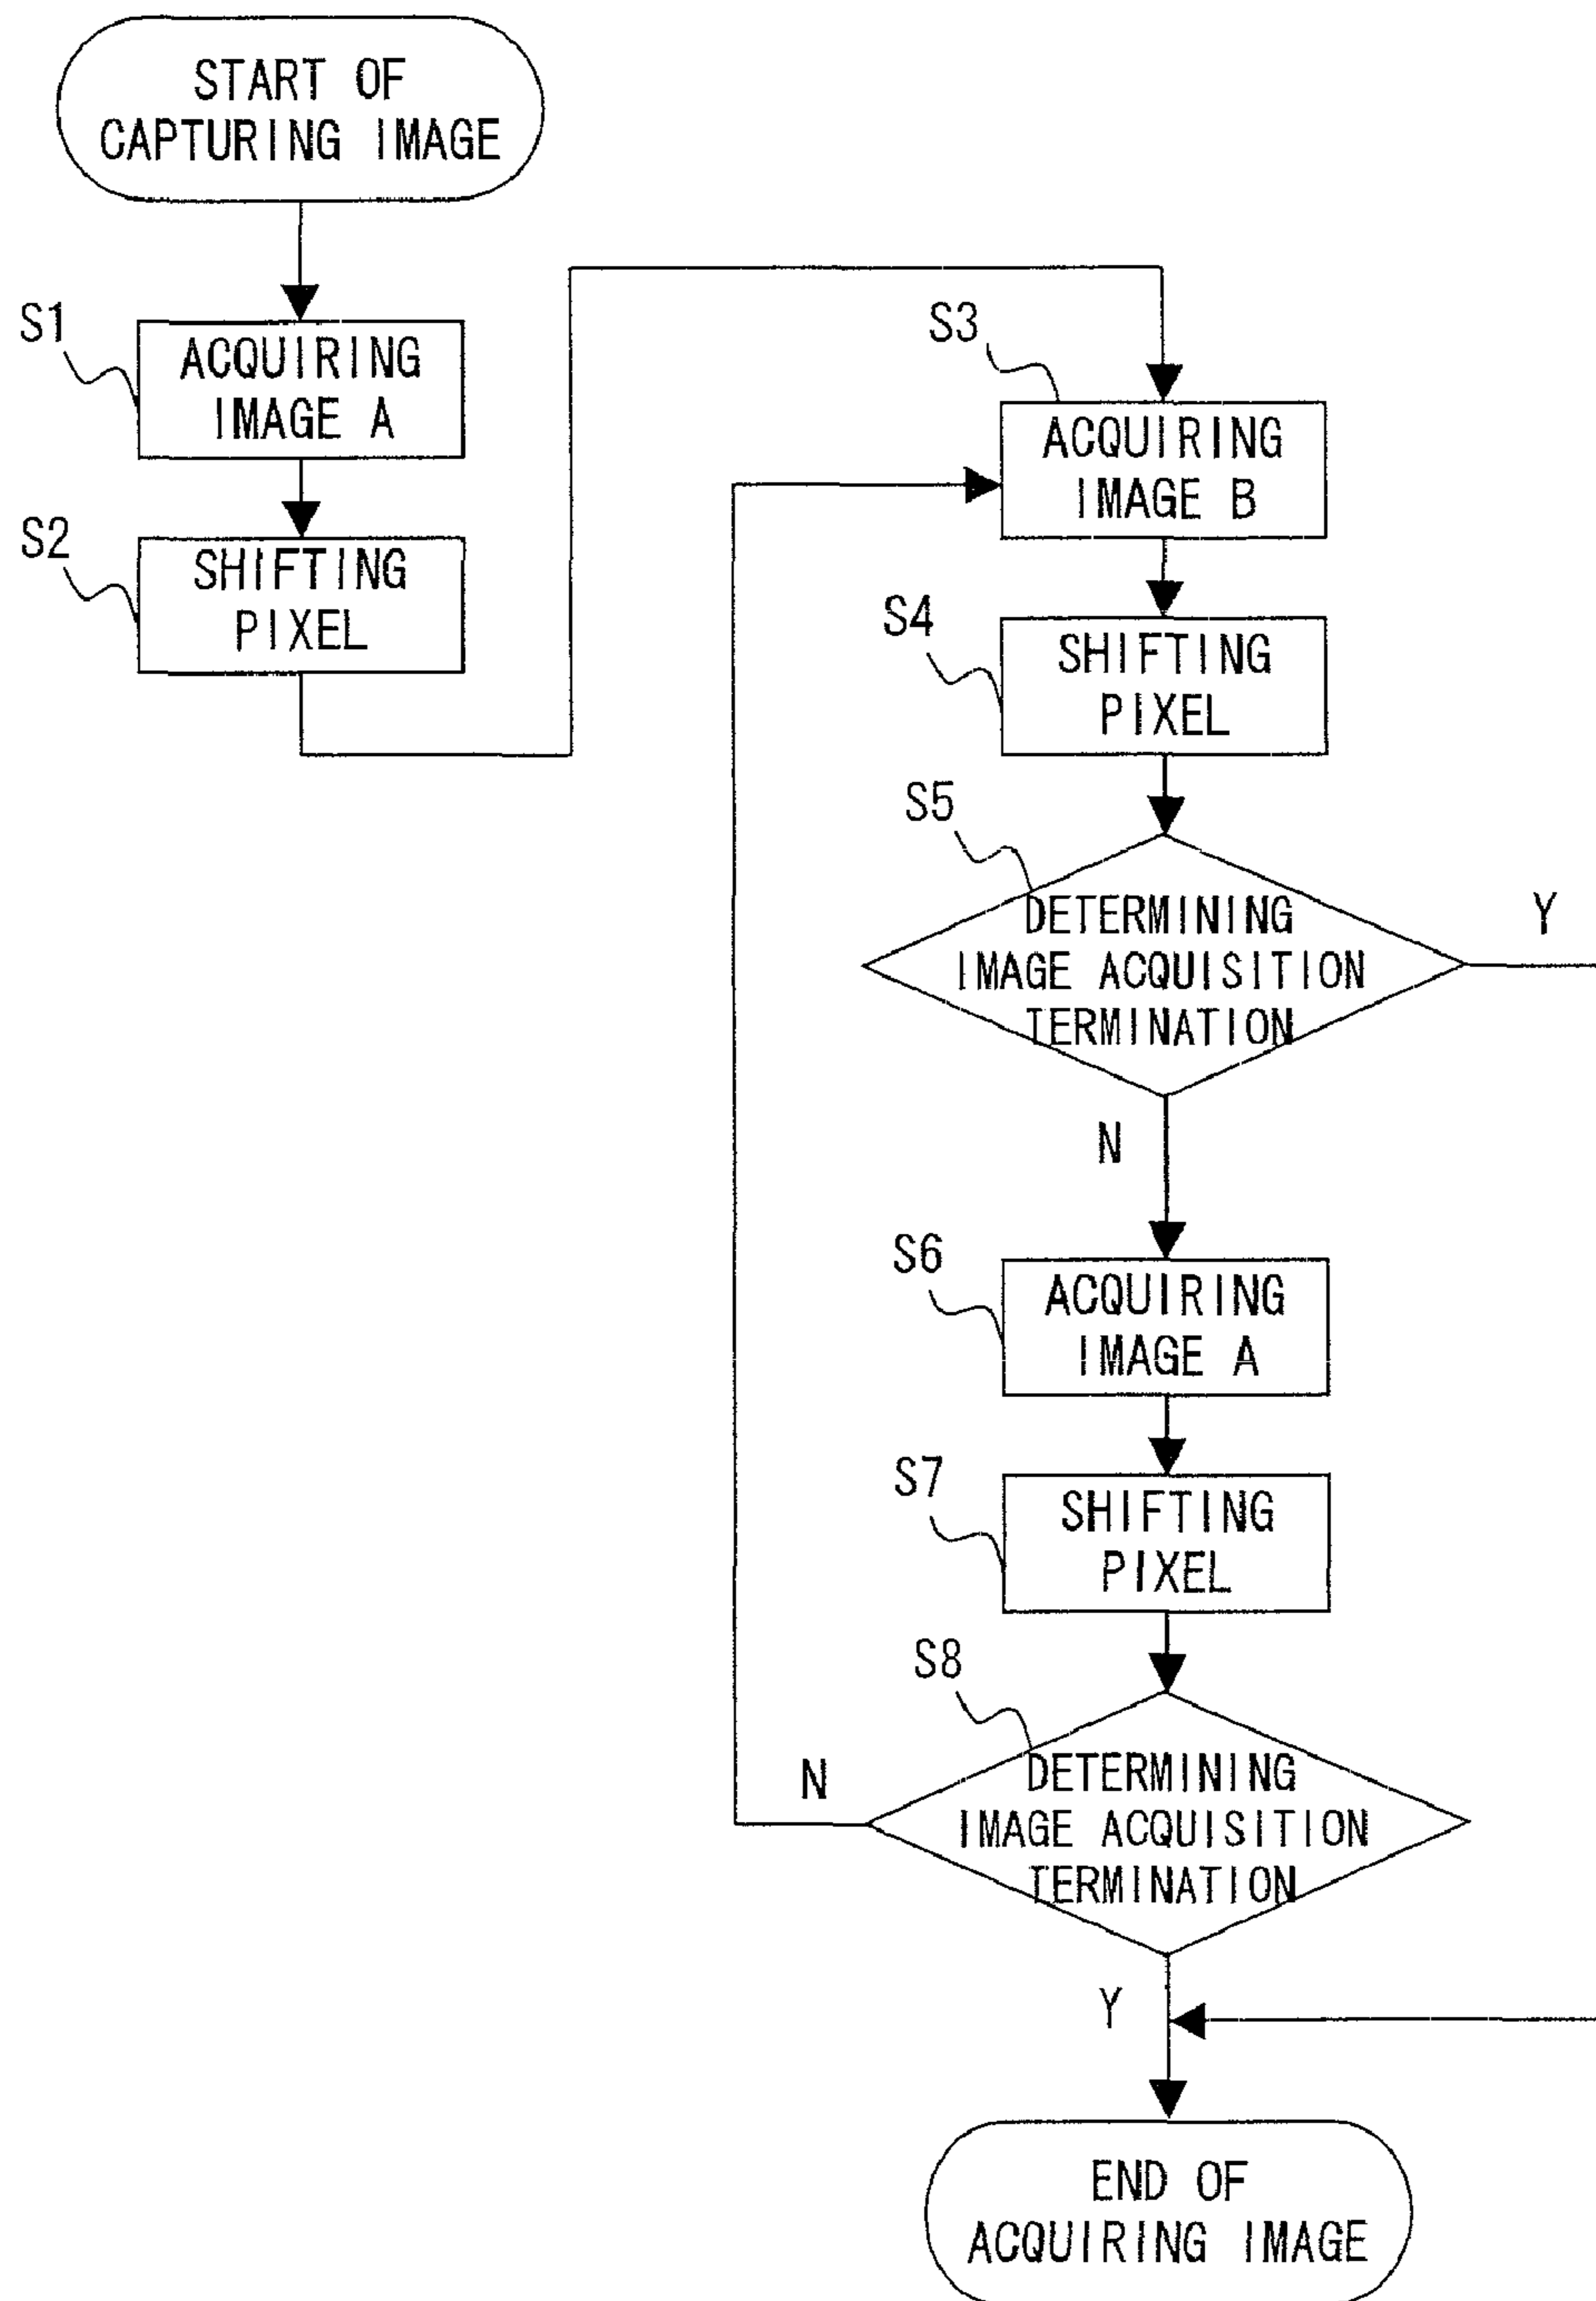 START OF
CAPTURING IMAGE
S1
ACQUIRING
IMAGE A
S2
SHIFTING
PIXEL
S3
ACQUIRING
IMAGE B
S4
SHIFTING
PIXEL
S5
DETERMINING
IMAGE ACQUISITION
TERMINATION
Y
N
S6
ACQUIRING
IMAGE A
S7
SHIFTING
PIXEL
S8
DETERMINING
IMAGE ACQUISITION
TERMINATION
N
Y
END OF
ACQUIRING IMAGE